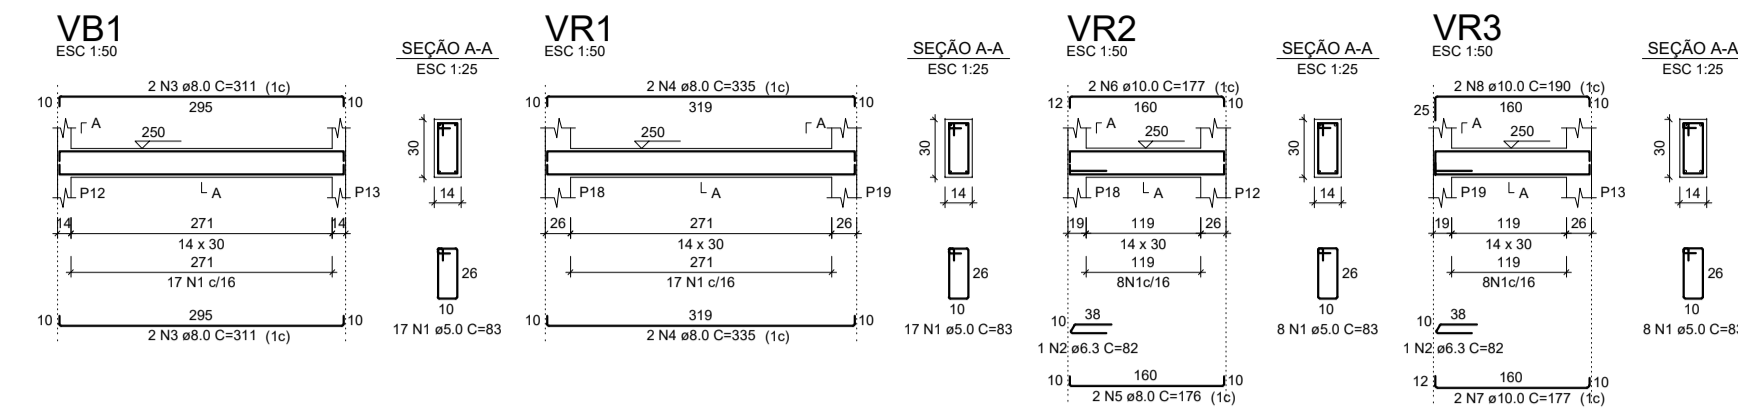 VB1
ESC 1:50
SEÇÃO A-A
ESC 1:25
2 N3 ø8.0 C=311 (1c)
10 295 10
A
250
30
14
P12 A P13
14 271 14
14 x 30
271
17 N1 c/16
26
10
17 N1 ø5.0 C=83
10 295 10
2 N3 ø8.0 C=311 (1c)
VR1
ESC 1:50
SEÇÃO A-A
ESC 1:25
2 N4 ø8.0 C=335 (1c)
10 319 10
A
250
30
14
P18 A P19
26 271 26
14 x 30
271
17 N1 c/16
26
10
17 N1 ø5.0 C=83
10 319 10
2 N4 ø8.0 C=335 (1c)
VR2
ESC 1:50
SEÇÃO A-A
ESC 1:25
2 N6 ø10.0 C=177 (1c)
12 160 10
A
250
30
14
P18 A P12
19 119 26
14 x 30
119
8N1c/16
26
10
8 N1 ø5.0 C=83
10 38
1 N2 ø6.3 C=82
10 160 10
2 N5 ø8.0 C=176 (1c)
VR3
ESC 1:50
SEÇÃO A-A
ESC 1:25
2 N8 ø10.0 C=190 (1c)
25 160 10
A
250
30
14
P19 A P13
19 119 26
14 x 30
119
8N1c/16
26
10
8 N1 ø5.0 C=83
10 38
1 N2 ø6.3 C=82
12 160 10
2 N7 ø10.0 C=177 (1c)